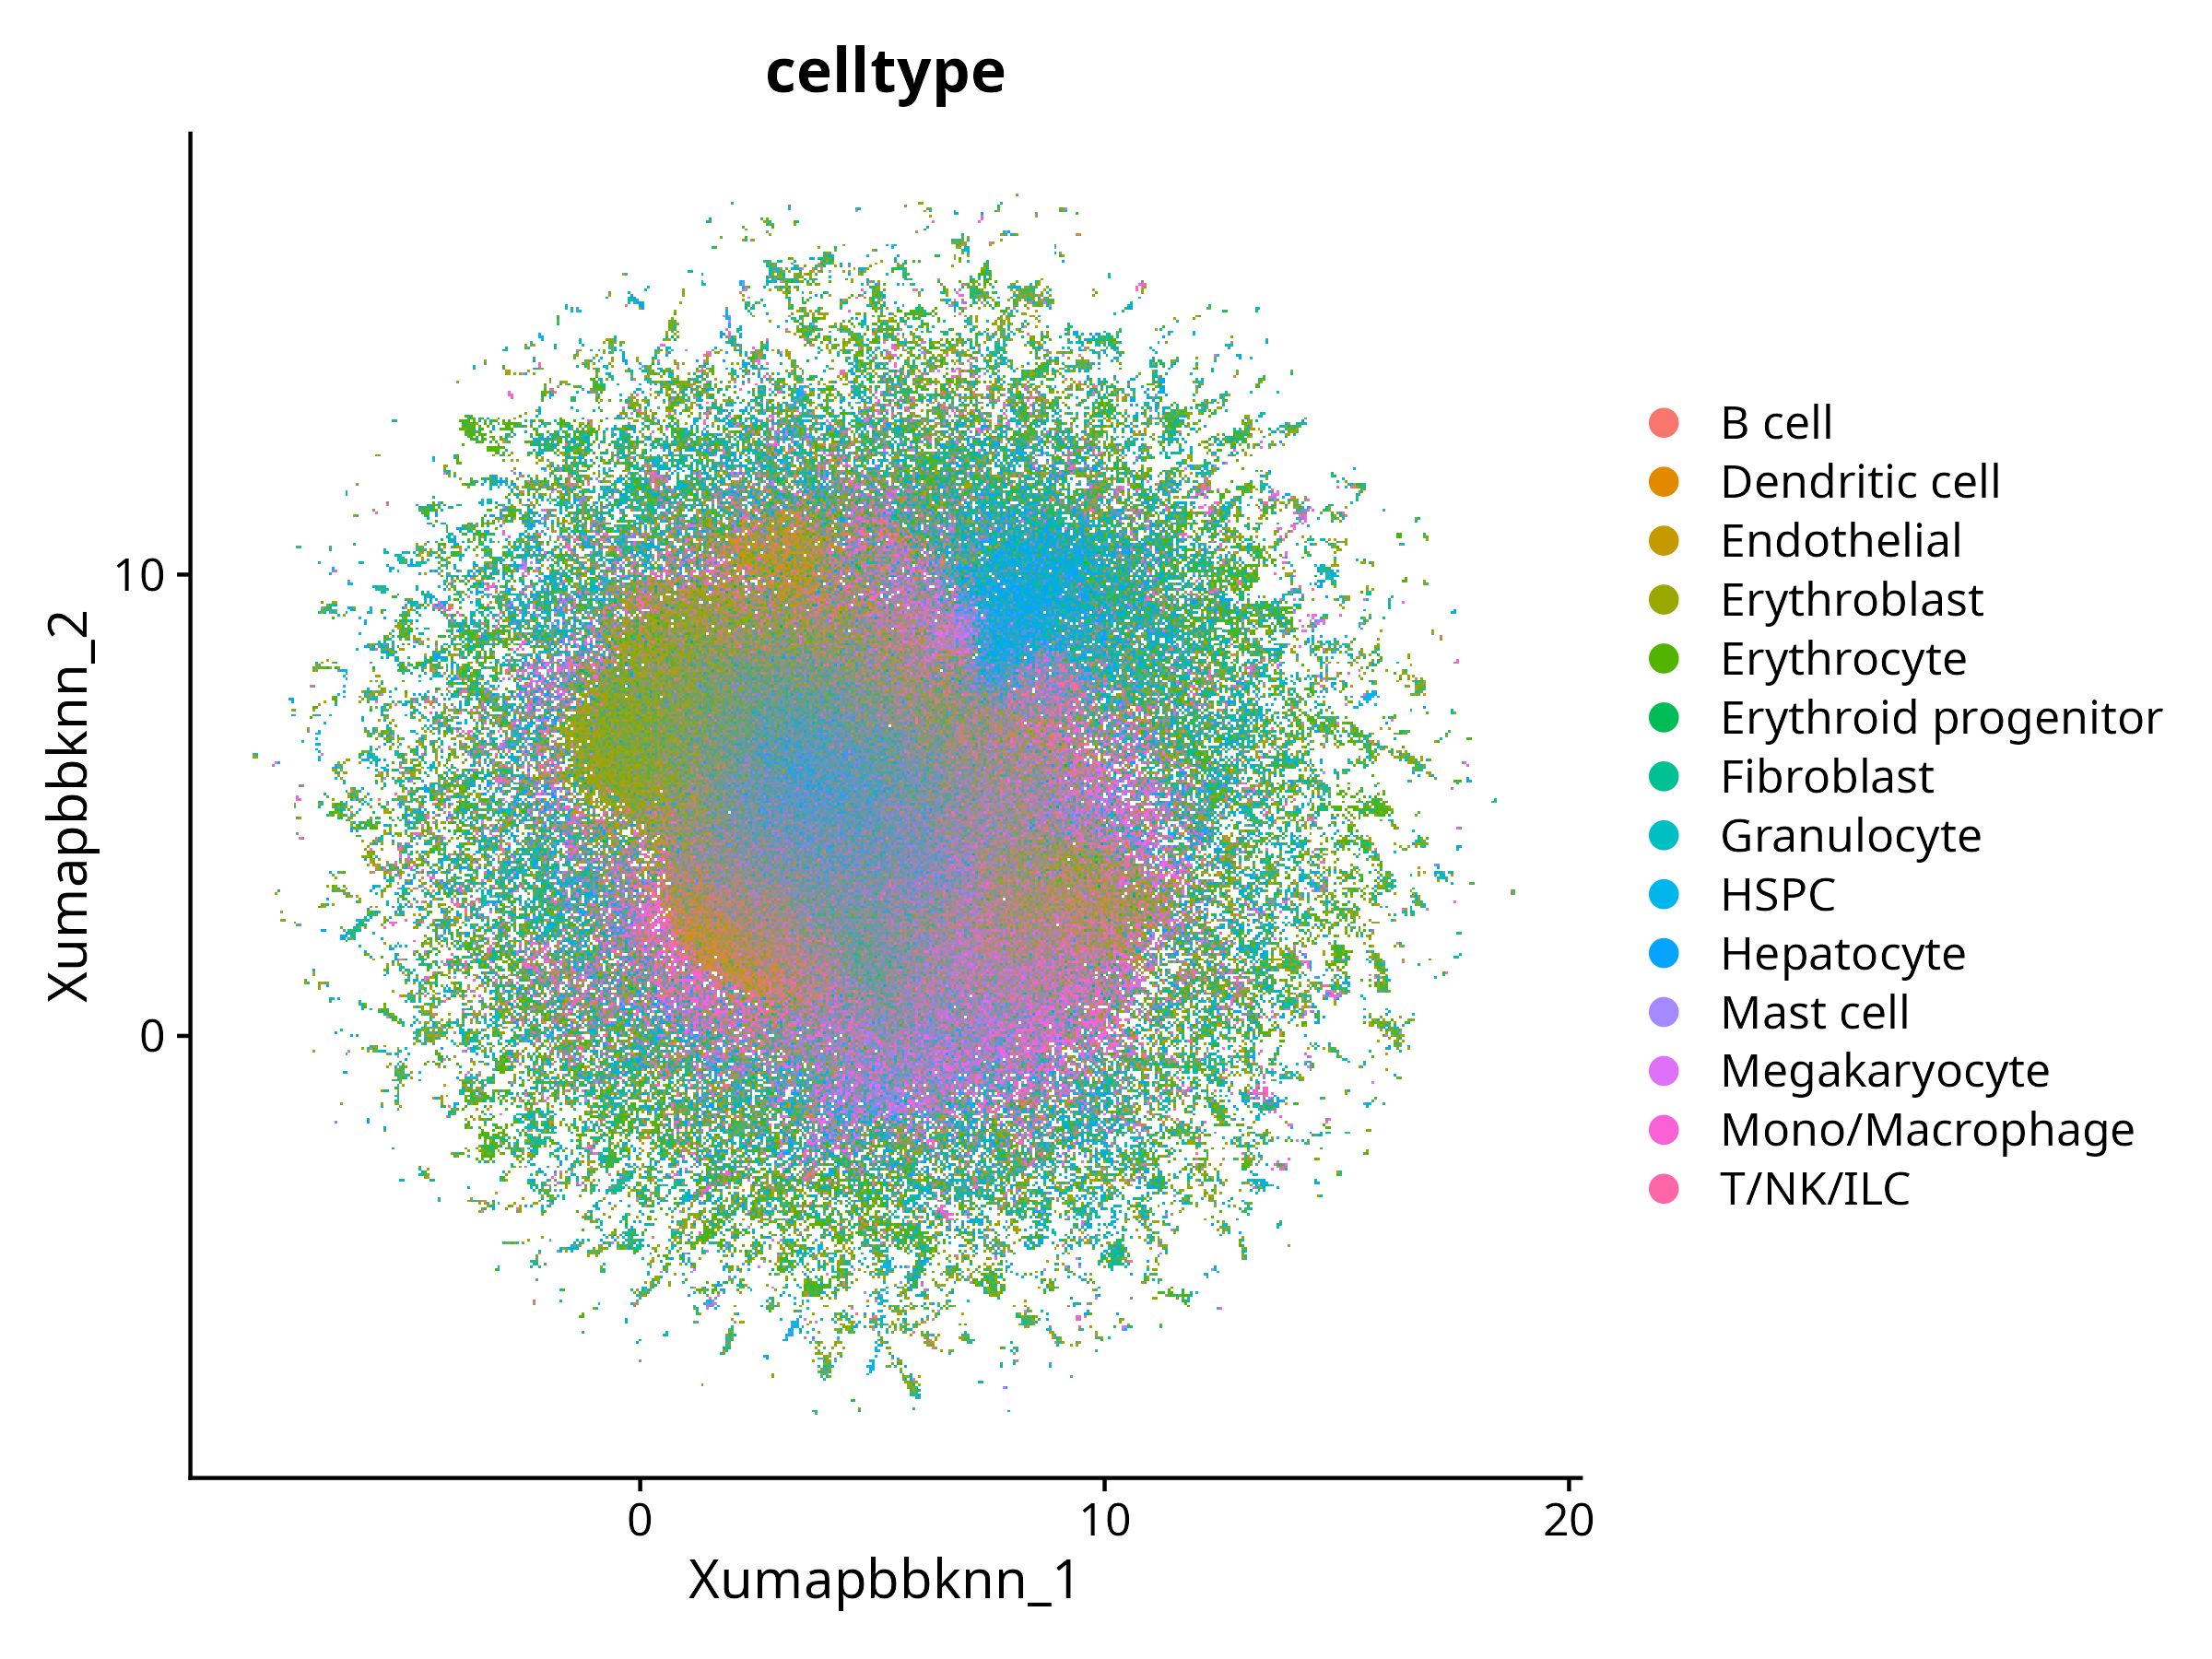 celltype
Xumapbbknn_2
10
0
0
10
20
Xumapbbknn_1
B cell
Dendritic cell
Endothelial
Erythroblast
Erythrocyte
Erythroid progenitor
Fibroblast
Granulocyte
HSPC
Hepatocyte
Mast cell
Megakaryocyte
Mono/Macrophage
T/NK/ILC